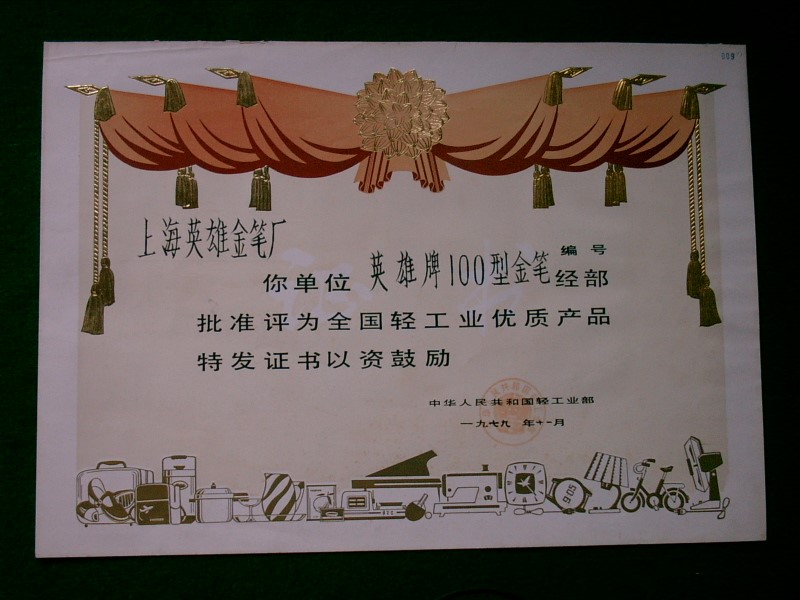 009
上海英雄金笔厂
编号
你单位 英雄牌100型金笔 经部
批准评为全国轻工业优质产品
特发证书以资鼓励
中华人民共和国轻工业部
一九七九 年十一月